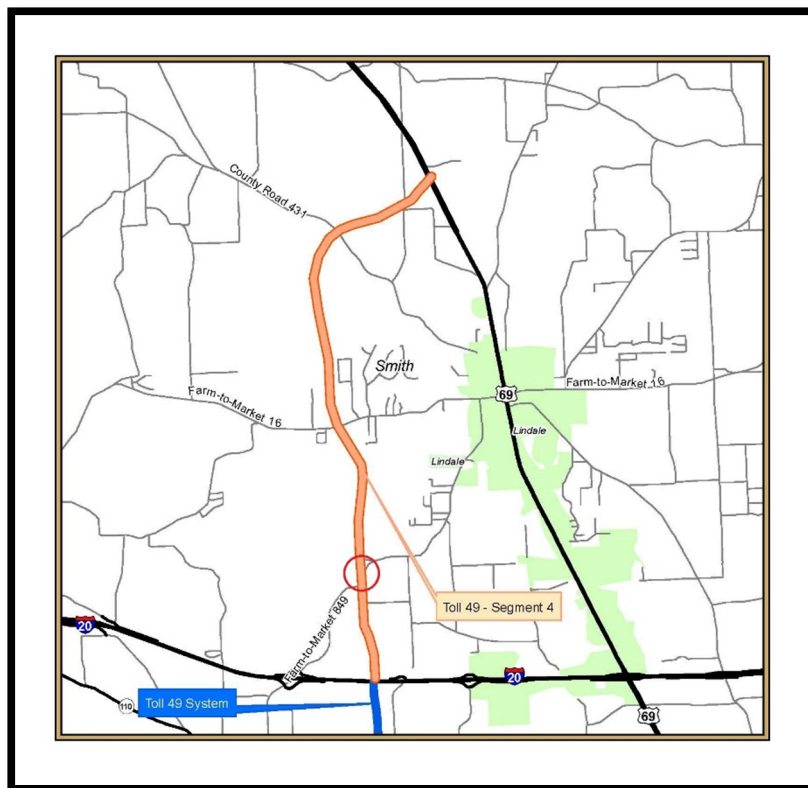 County Road 431
Smith
Farm-to-Market 16
69
Farm-to-Market 16
Lindale
Lindale
Toll 49 - Segment 4
Farm-to-Market 849
20
20
110
Toll 49 System
69